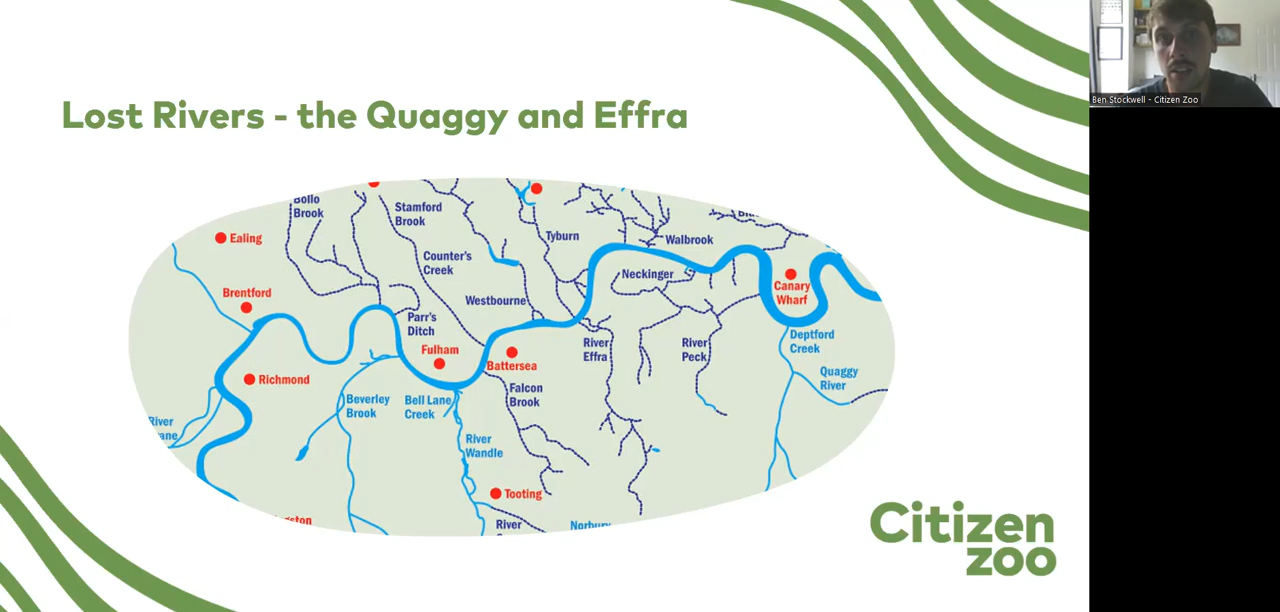 Ben Stockwell - Citizen Zoo
Lost Rivers - the Quaggy and Effra
Bollo
Brook
Stamford
Brook
Ealing
Tyburn
Walbrook
Counter's
Creek
Neckinger
Canary
Wharf
Brentford
Westbourne
Parr's
Ditch
Fulham
Battersea
River
Effra
River
Peck
Deptford
Creek
Quaggy
River
Richmond
Beverley
Brook
Bell Lane
Creek
Falcon
Brook
River
River
Wandle
Tooting
River
Citizen
zoo